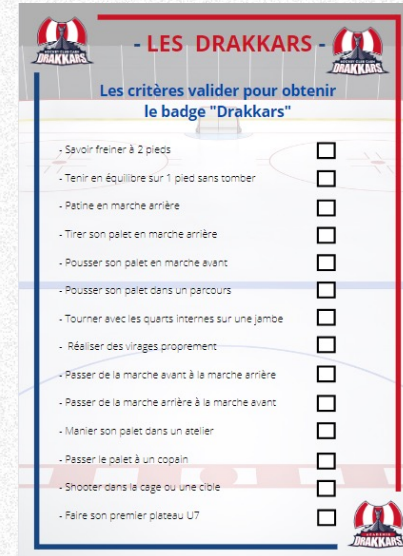 - LES DRAKKARS -
DRAKKARS
DRAKKARS
Les critères valider pour obtenir
le badge "Drakkars"
- Savoir freiner à 2 pieds
- Tenir en équilibre sur 1 pied sans tomber
- Patine en marche arrière
- Tirer son palet en marche arrière
- Pousser son palet en marche avant
- Pousser son palet dans un parcours
- Tourner avec les quarts internes sur une jambe
- Réaliser des virages proprement
- Passer de la marche avant à la marche arrière
- Passer de la marche arrière à la marche avant
- Manier son palet dans un atelier
- Passer le palet à un copain
- Shooter dans la cage ou une cible
- Faire son premier plateau U7
DRAKKARS